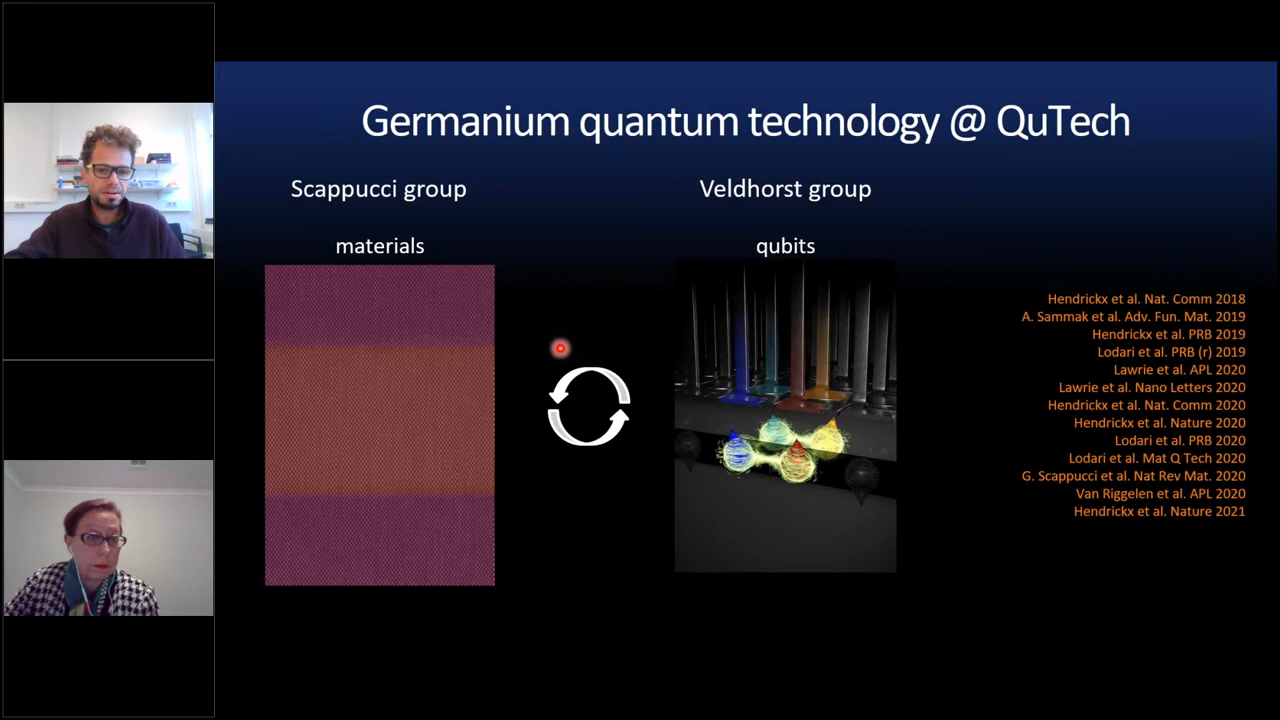 Germanium quantum technology @ QuTech
Scappucci group
Veldhorst group
materials
qubits
Hendrickx et al. Nat. Comm 2018
A. Sammak et al. Adv. Fun. Mat. 2019
Hendrickx et al. PRB 2019
Lodari et al. PRB (r) 2019
Lawrie et al. APL 2020
Lawrie et al. Nano Letters 2020
Hendrickx et al. Nat. Comm 2020
Hendrickx et al. Nature 2020
Lodari et al. PRB 2020
Lodari et al. Mat Q Tech 2020
G. Scappucci et al. Nat Rev Mat. 2020
Van Riggelen et al. APL 2020
Hendrickx et al. Nature 2021